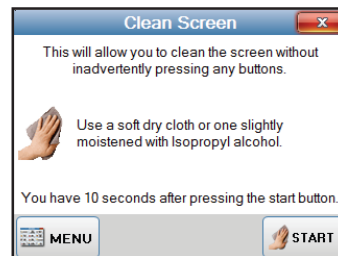 Clean Screen
x
This will allow you to clean the screen without
inadvertently pressing any buttons.
Use a soft dry cloth or one slightly
moistened with Isopropyl alcohol.
You have 10 seconds after pressing the start button.
MENU
START